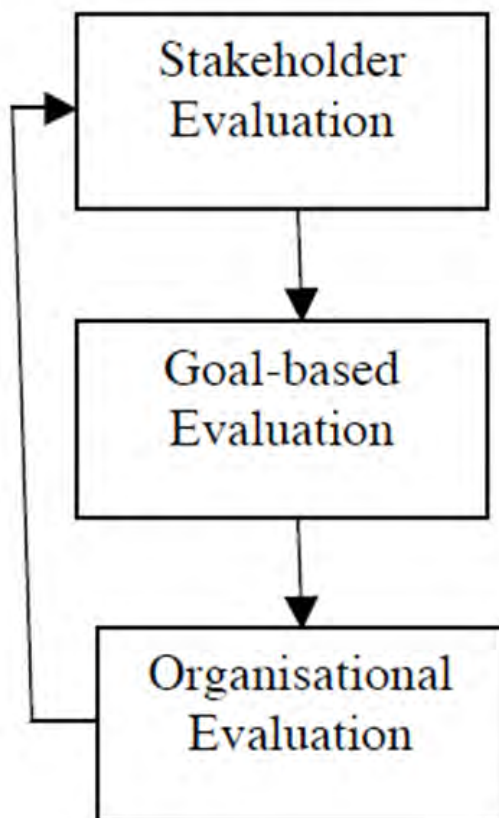 Stakeholder
Evaluation
Goal-based
Evaluation
Organisational
Evaluation